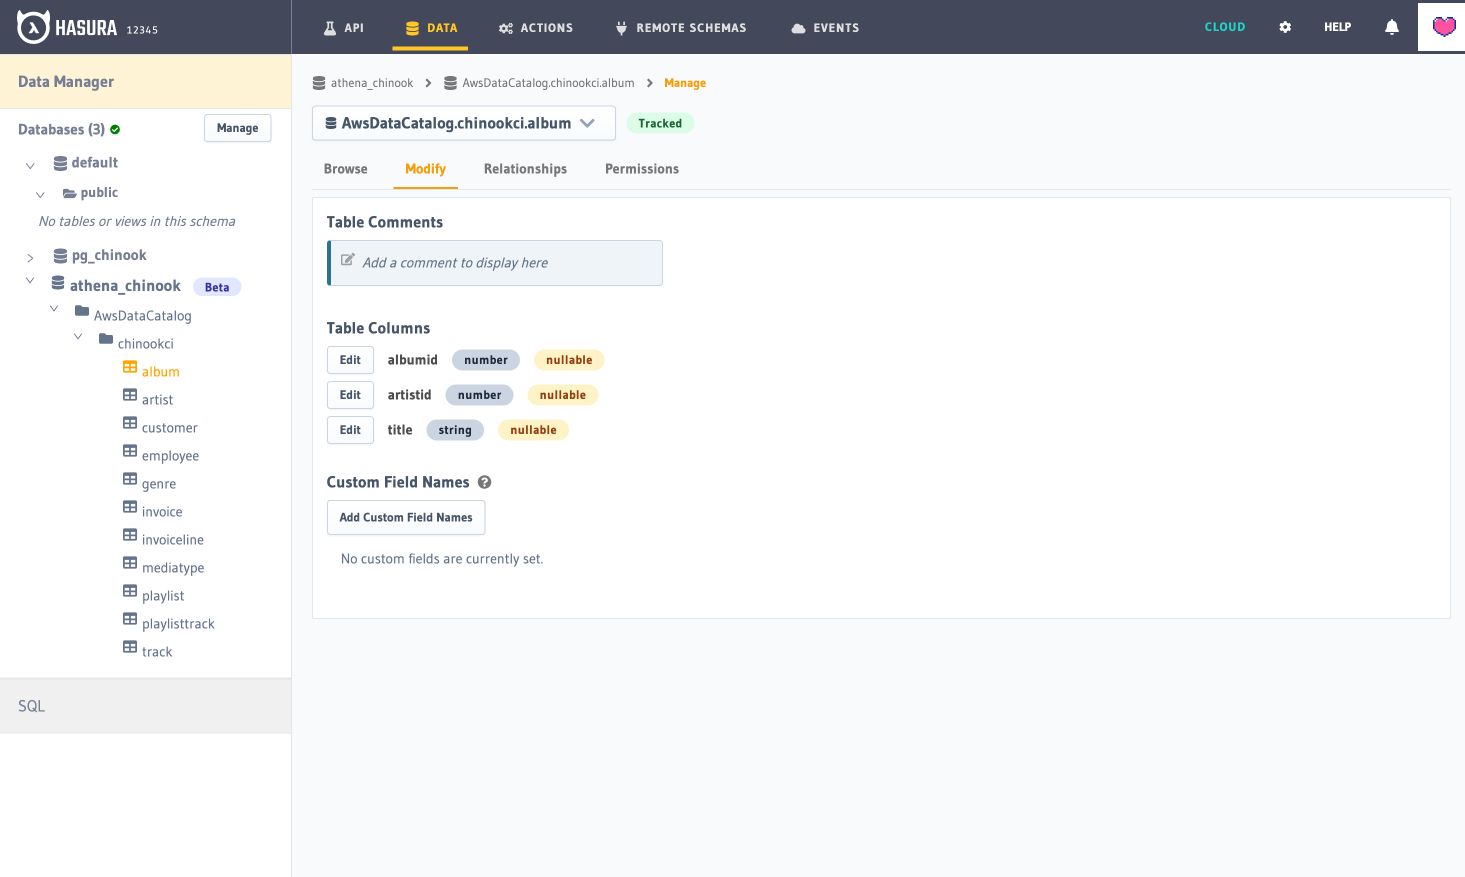 HASURA 12345
API
DATA
ACTIONS
REMOTE SCHEMAS
EVENTS
CLOUD
HELP
Data Manager
Databases (3)
Manage
default
public
No tables or views in this schema
pg_chinook
athena_chinook Beta
AwsDataCatalog
chinookci
album
artist
customer
employee
genre
invoice
invoiceline
mediatype
playlist
playlisttrack
track
SQL
athena_chinook > AwsDataCatalog.chinookci.album > Manage
AwsDataCatalog.chinookci.album Tracked
Browse Modify Relationships Permissions
Table Comments
Add a comment to display here
Table Columns
Edit albumid number nullable
Edit artistid number nullable
Edit title string nullable
Custom Field Names ?
Add Custom Field Names
No custom fields are currently set.